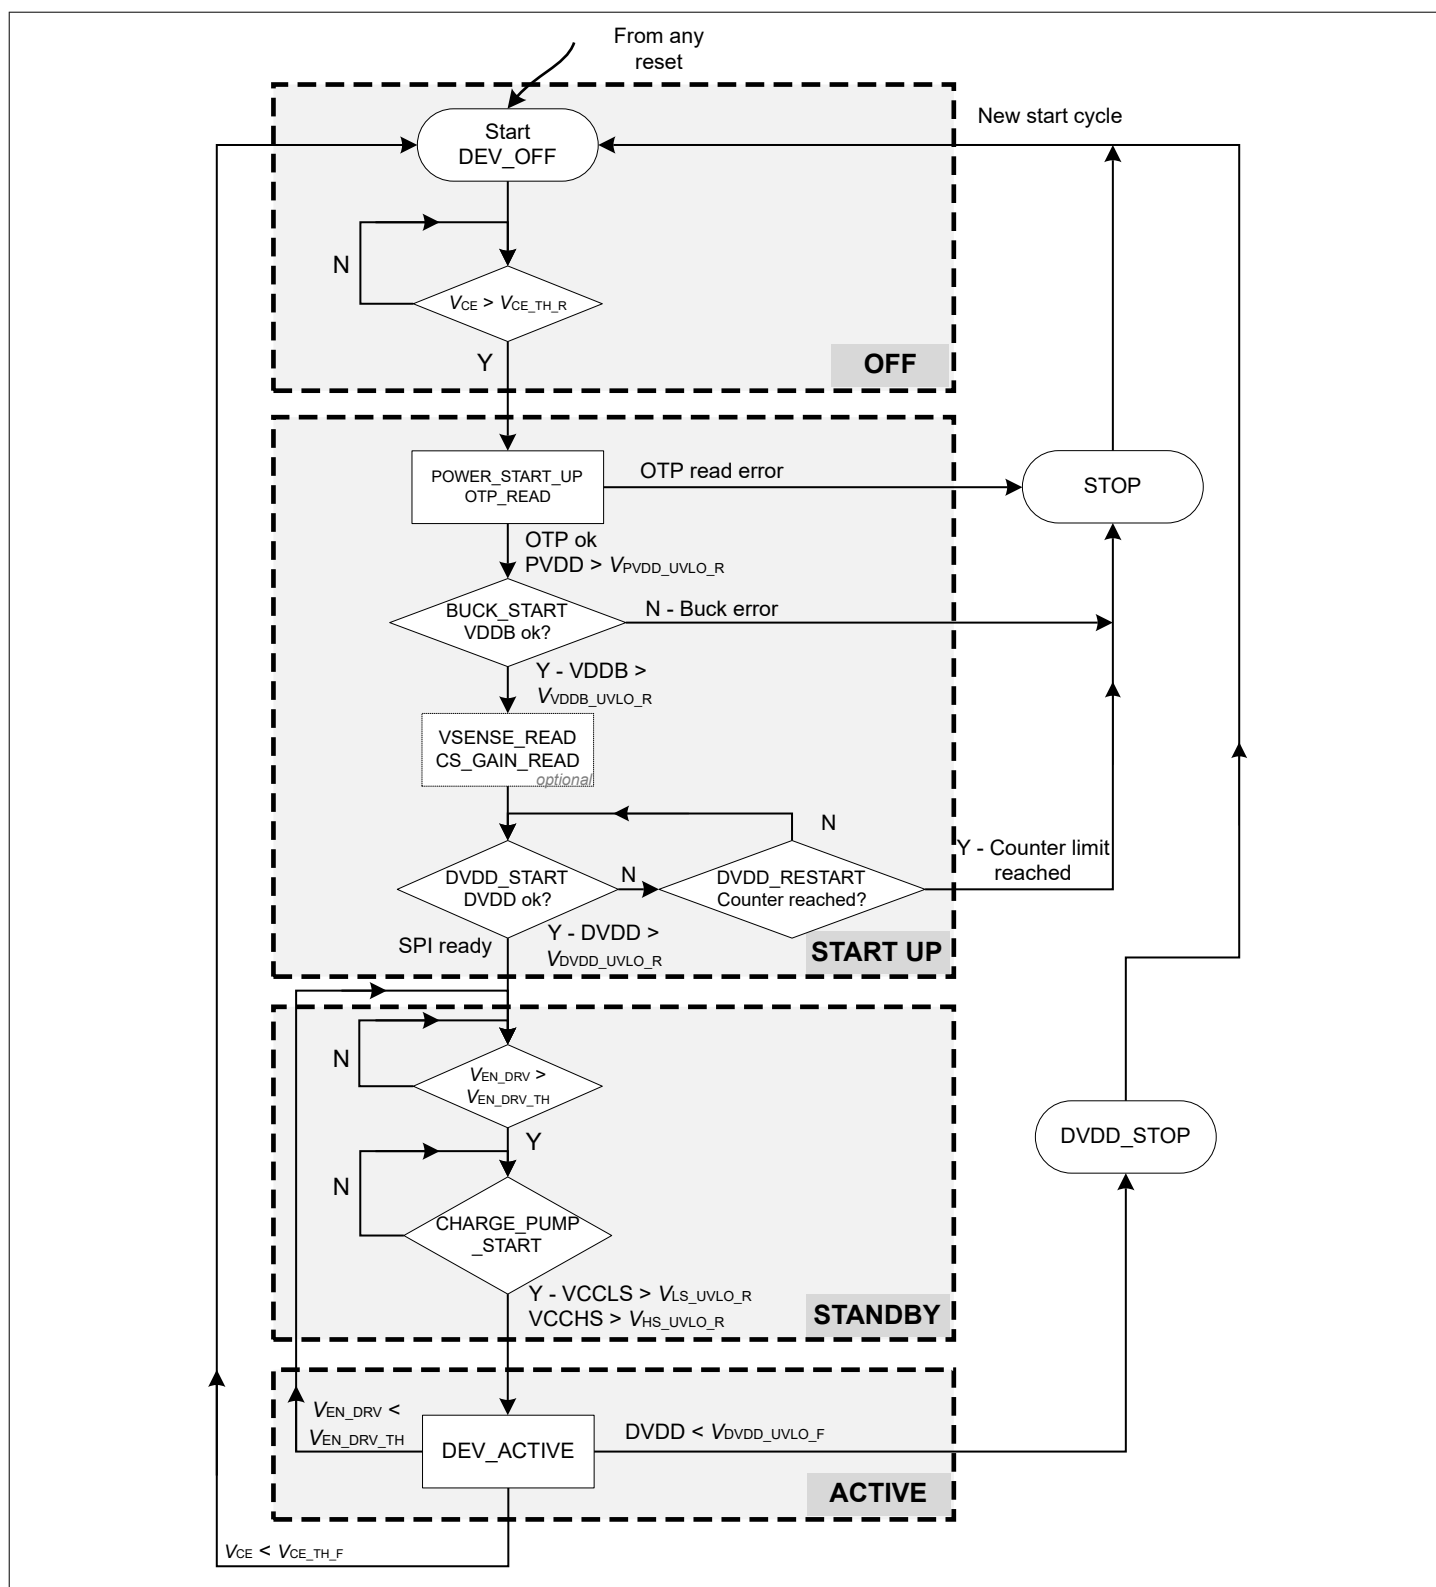 From any
reset
New start cycle
Start
DEV_OFF
N
VCE > VCE_TH_R
Y
OFF
POWER_START_UP
OTP_READ
OTP read error
STOP
OTP ok
PVDD > VPVDD_UVLO_R
BUCK_START
VDDB ok?
N - Buck error
Y - VDDB >
VVDDB_UVLO_R
VSENSE_READ
CS_GAIN_READ
optional
N
DVDD_START
DVDD ok?
N
DVDD_RESTART
Counter reached?
Y - Counter limit
reached
SPI ready
Y - DVDD >
VDVDD_UVLO_R
START UP
N
VEN_DRV >
VEN_DRV_TH
Y
DVDD_STOP
N
CHARGE_PUMP
_START
Y - VCCLS > VLS_UVLO_R
VCCHS > VHS_UVLO_R
STANDBY
VEN_DRV <
VEN_DRV_TH
DEV_ACTIVE
DVDD < VDVDD_UVLO_F
ACTIVE
VCE < VCE_TH_F